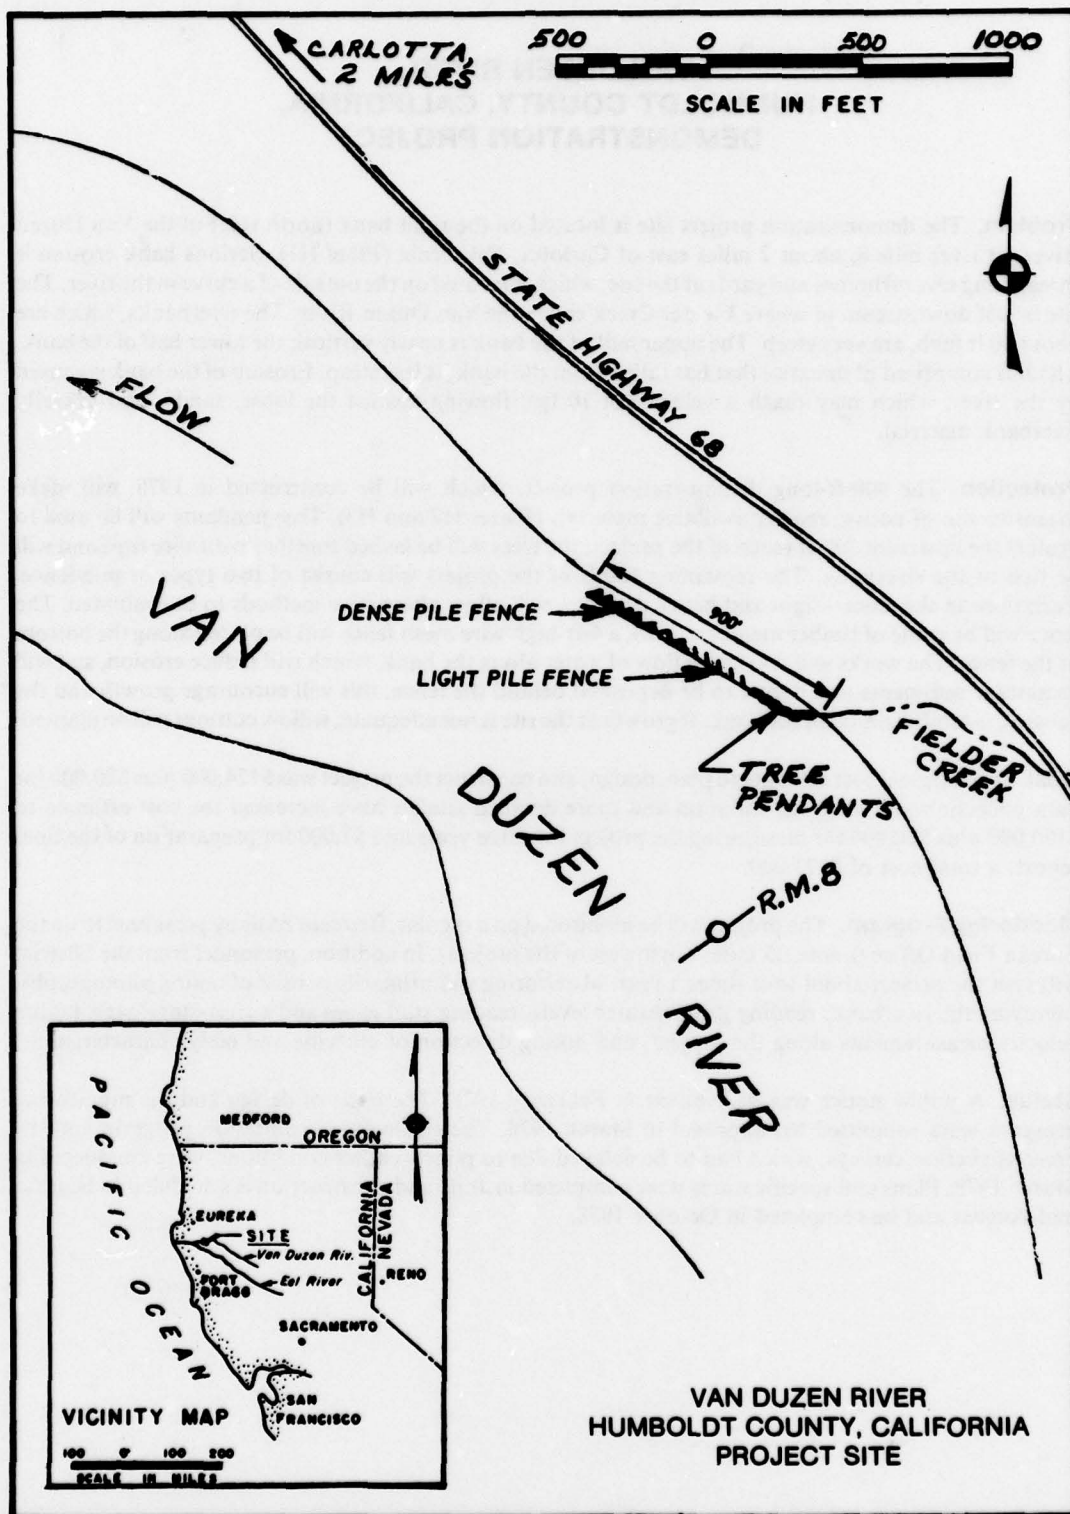 CARLOTTA,
2 MILES
500 0 500 1000
SCALE IN FEET
STATE HIGHWAY 68
FLOW
VAN DUZEN RIVER
DENSE PILE FENCE
900'
LIGHT PILE FENCE
FIELDER
CREEK
TREE
PENDANTS
R.M.8
PACIFIC OCEAN
MEDFORD
OREGON
CALIFORNIA
NEVADA
EUREKA
SITE
Van Duzen Riv.
Eel River
FORT
BRAGG
RENO
SACRAMENTO
SAN
FRANCISCO
VICINITY MAP
100 0 100 200
SCALE IN MILES
VAN DUZEN RIVER
HUMBOLDT COUNTY, CALIFORNIA
PROJECT SITE